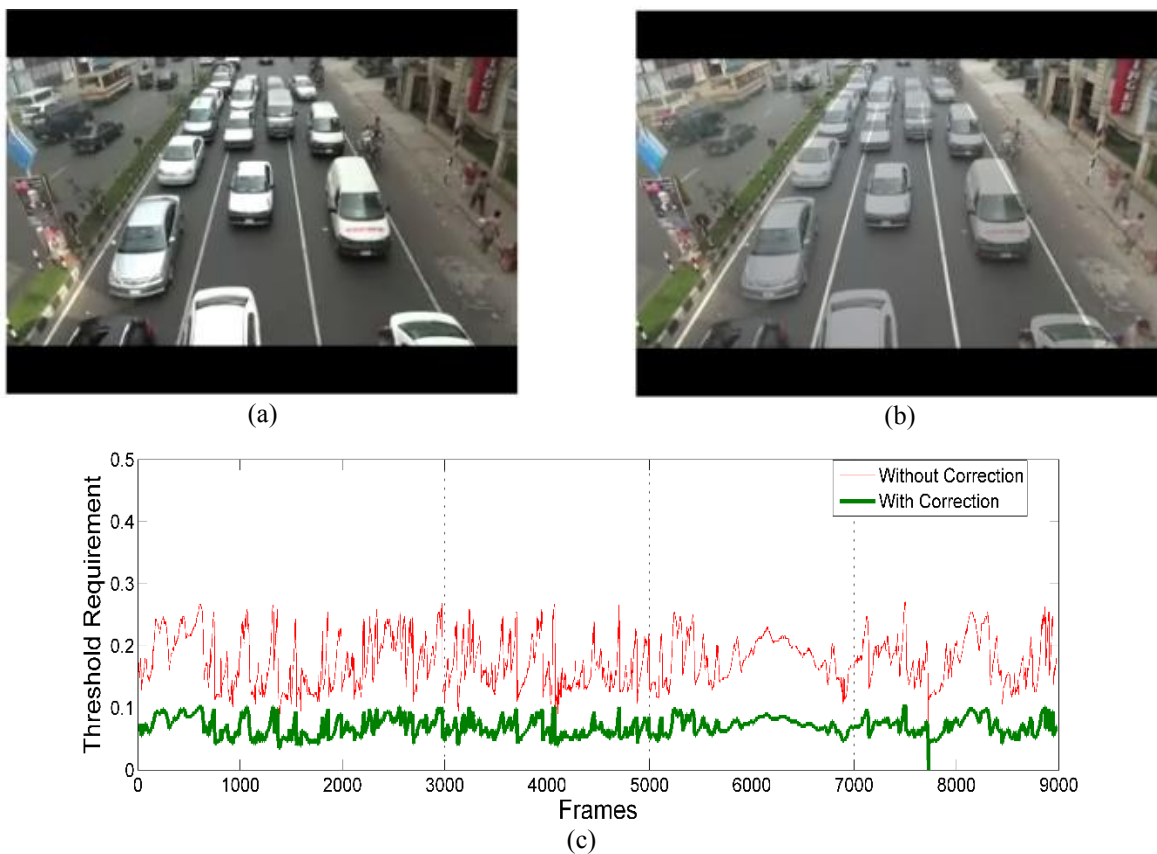 (a)
(b)
Threshold Requirement
0.5
0.4
0.3
0.2
0.1
0
Without Correction
With Correction
0 1000 2000 3000 4000 5000 6000 7000 8000 9000
Frames
(c)